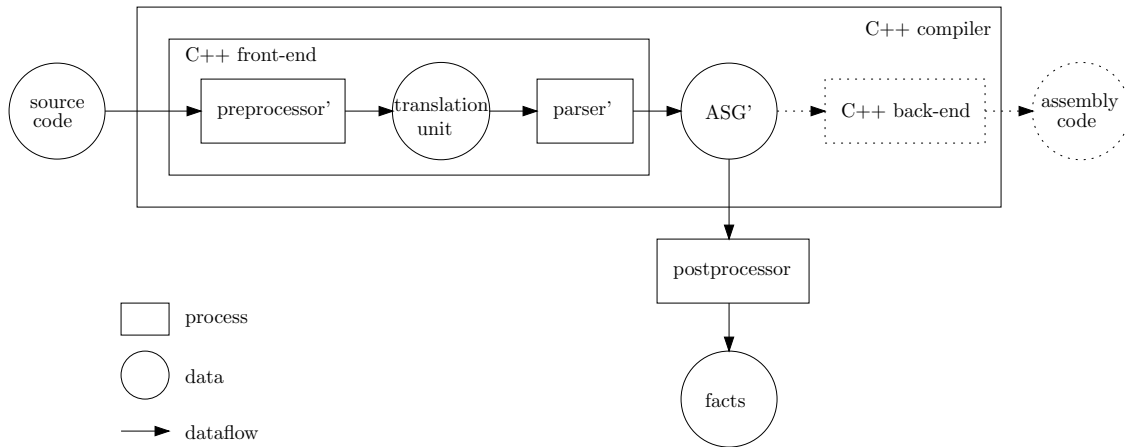 C++ compiler
C++ front-end
source
code
preprocessor'
translation
unit
parser'
ASG'
C++ back-end
assembly
code
postprocessor
process
data
facts
dataflow